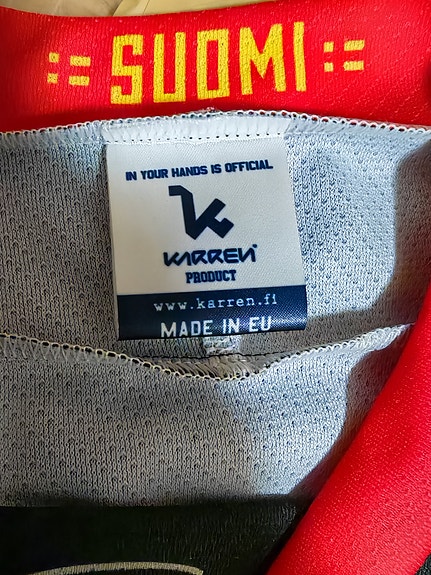 :: SUOMI ::
IN YOUR HANDS IS OFFICIAL
k
KARREN
PRODUCT
www.karren.fi
MADE IN EU